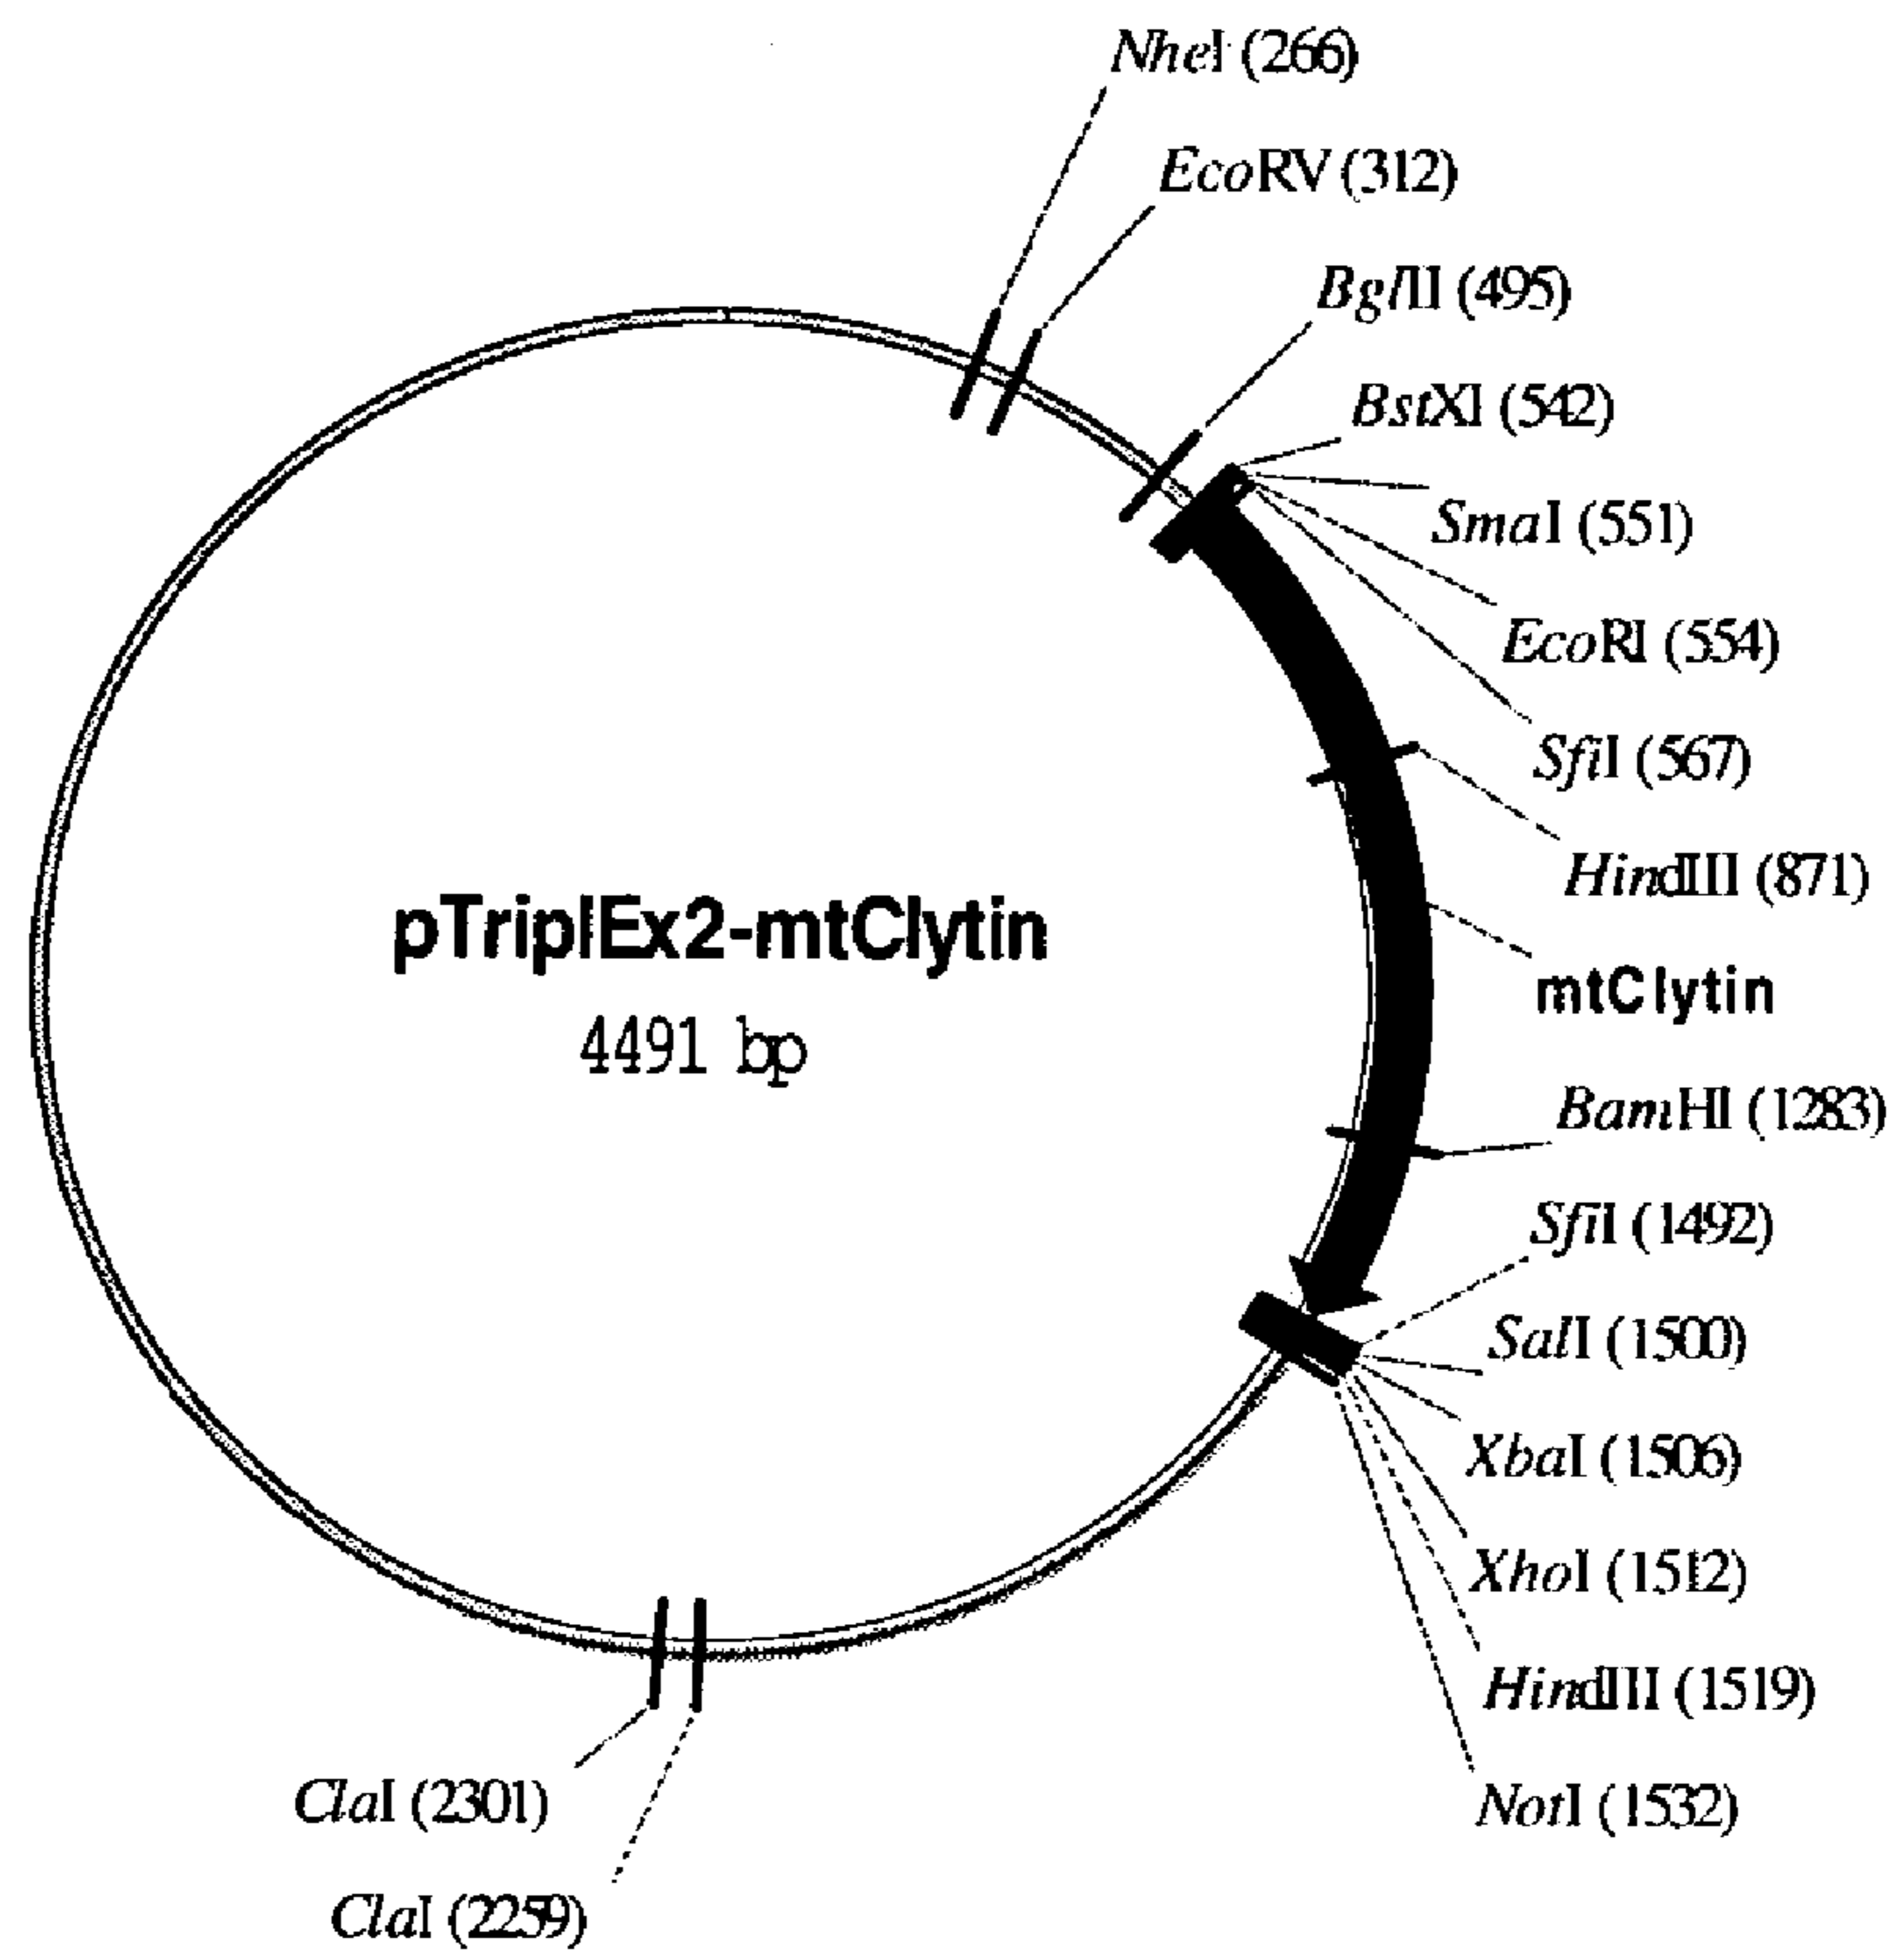 NheI (266)
EcoRV (312)
BglII (495)
BstXI (542)
SmaI (551)
EcoRI (554)
SfiI (567)
HindIII (871)
pTriplEx2-mtClytin
mtClytin
4491 bp
BamHI (1283)
SfiI (1492)
SalI (1500)
XbaI (1506)
XhoI (1512)
HindIII (1519)
ClaI (2301)
NotI (1532)
ClaI (2259)